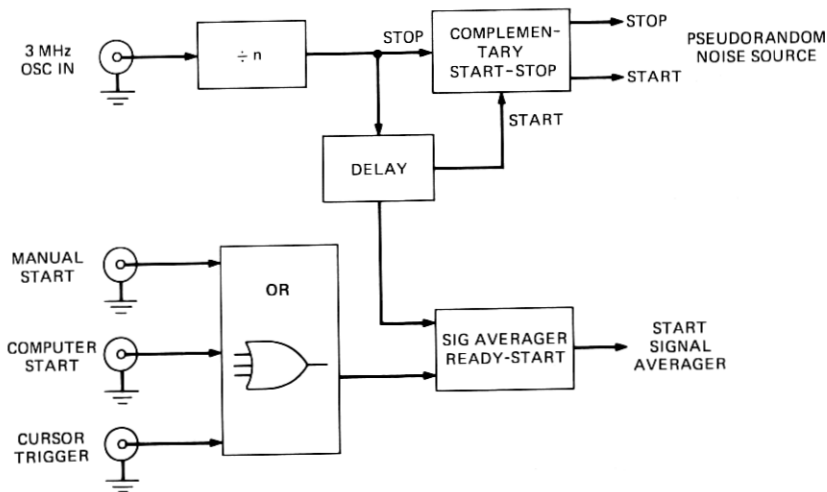 3 MHz
OSC IN
÷ n
STOP
COMPLEMEN-
TARY
START-STOP
STOP
START
PSEUDORANDOM
NOISE SOURCE
START
DELAY
MANUAL
START
COMPUTER
START
CURSOR
TRIGGER
OR
SIG AVERAGER
READY-START
START
SIGNAL
AVERAGER